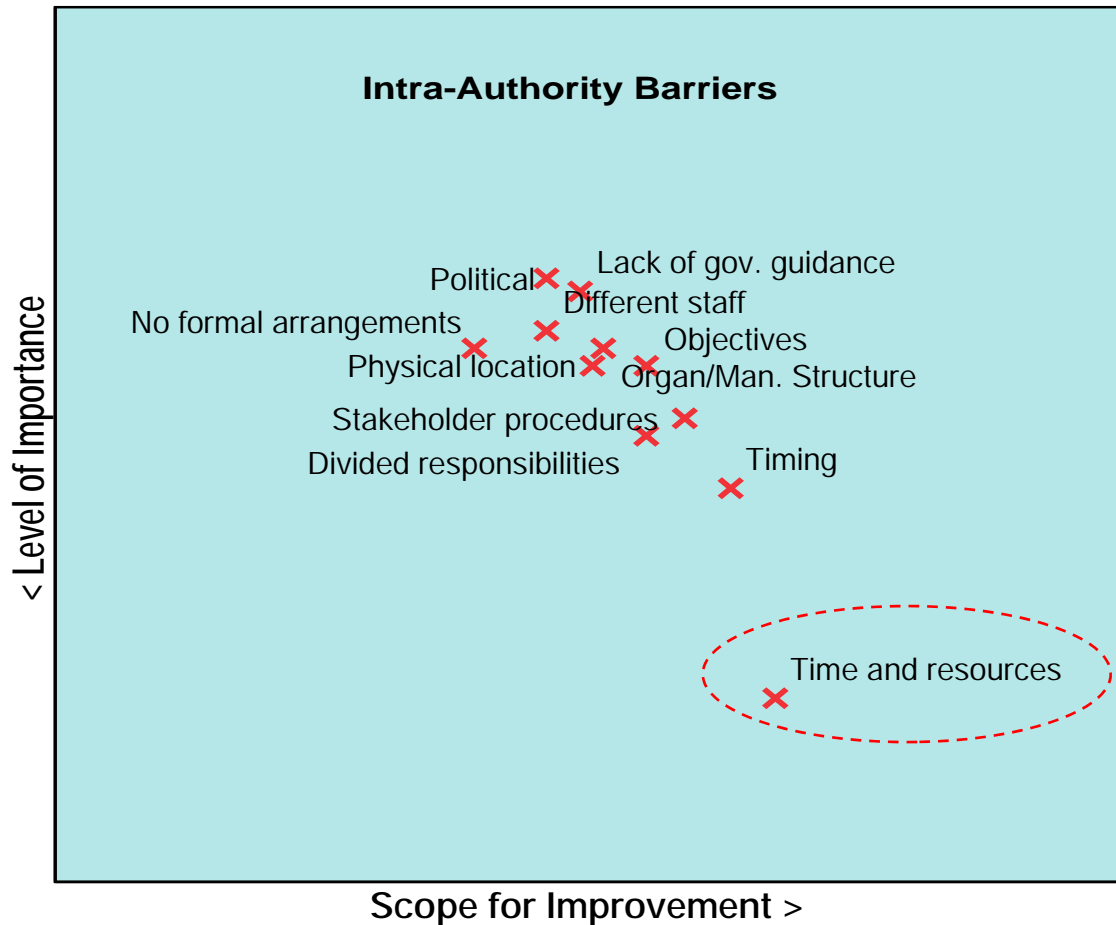 Intra-Authority Barriers
Lack of gov. guidance
Political
Different staff
No formal arrangements
Objectives
Physical location
Organ/Man. Structure
Stakeholder procedures
Divided responsibilities
Timing
Time and resources
< Level of Importance
Scope for Improvement >